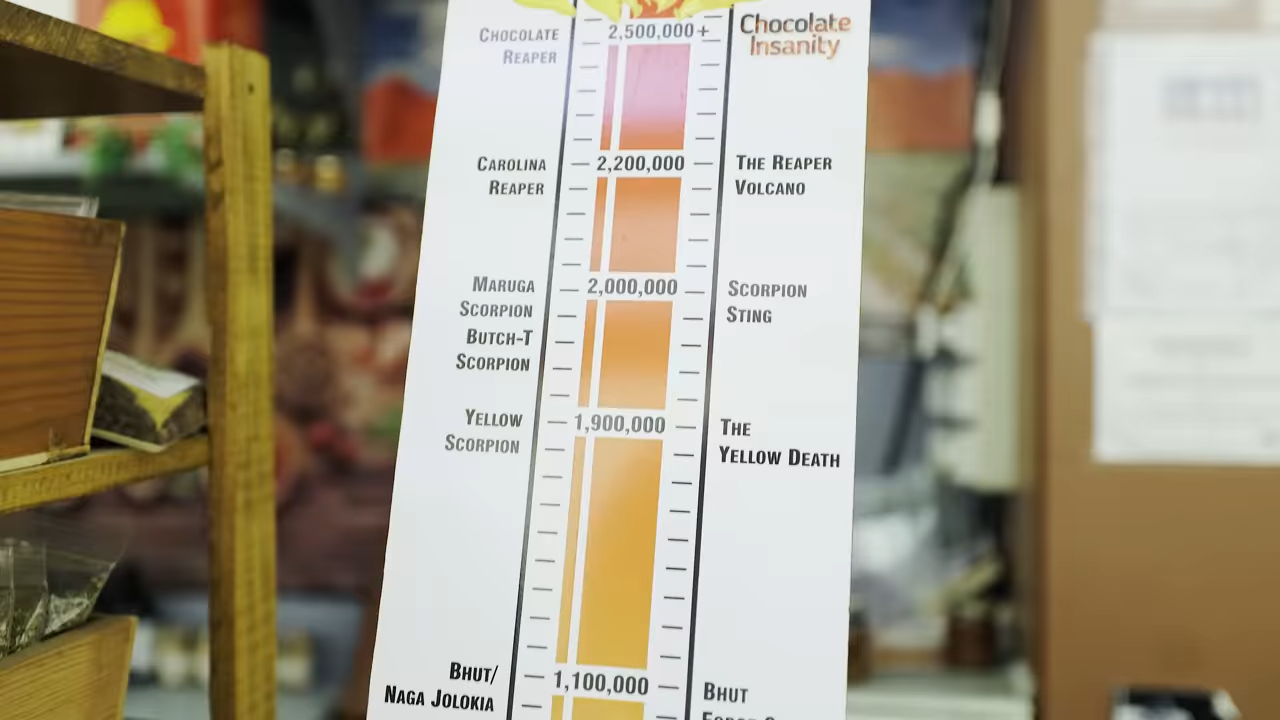 Chocolate Reaper
2,500,000+
Chocolate Insanity
Carolina Reaper
2,200,000
The Reaper Volcano
Maruga Scorpion
Butch-T Scorpion
2,000,000
Scorpion Sting
Yellow Scorpion
1,900,000
The Yellow Death
Bhut/
Naga Jolokia
1,100,000
Bhut